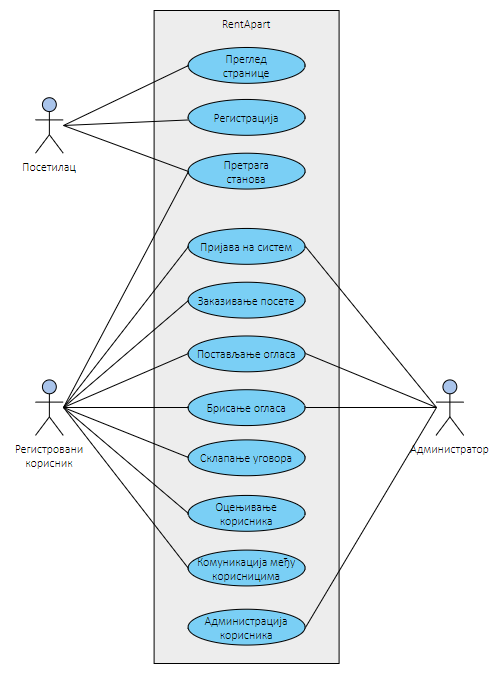 RentApart
Преглед
странице
Регистрација
Посетилац
Претрага
станова
Пријава на систем
Заказивање посете
Постављање огласа
Брисање огласа
Регистровани
корисник
Администратор
Склапање уговора
Оцењивање
корисника
Комуникација међу
корисницима
Администрација
корисника